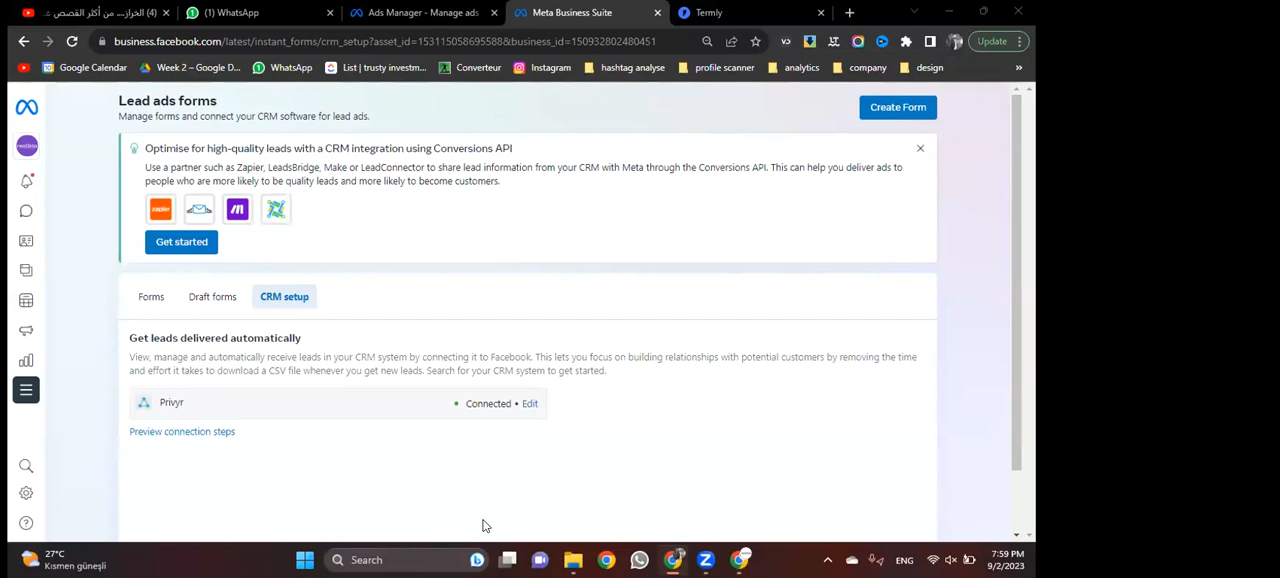 (4) الخراز... من أكثر القصص غ
(1) WhatsApp
Ads Manager - Manage ads
Meta Business Suite
Termly
business.facebook.com/latest/instant_forms/crm_setup?asset_id=153115058695588&business_id=150932802480451
Update
Google Calendar
Week 2 – Google D...
WhatsApp
List | trusty investm...
Converteur
Instagram
hashtag analyse
profile scanner
analytics
company
design
»
Lead ads forms
Manage forms and connect your CRM software for lead ads.
Create Form
Optimise for high-quality leads with a CRM integration using Conversions API
Use a partner such as Zapier, LeadsBridge, Make or LeadConnector to share lead information from your CRM with Meta through the Conversions API. This can help you deliver ads to
people who are more likely to be quality leads and more likely to become customers.
zapier
Get started
Forms
Draft forms
CRM setup
Get leads delivered automatically
View, manage and automatically receive leads in your CRM system by connecting it to Facebook. This lets you focus on building relationships with potential customers by removing the time
and effort it takes to download a CSV file whenever you get new leads. Search for your CRM system to get started.
Privyr
Connected • Edit
Preview connection steps
27°C
Kısmen güneşli
Search
ENG
7:59 PM
9/2/2023